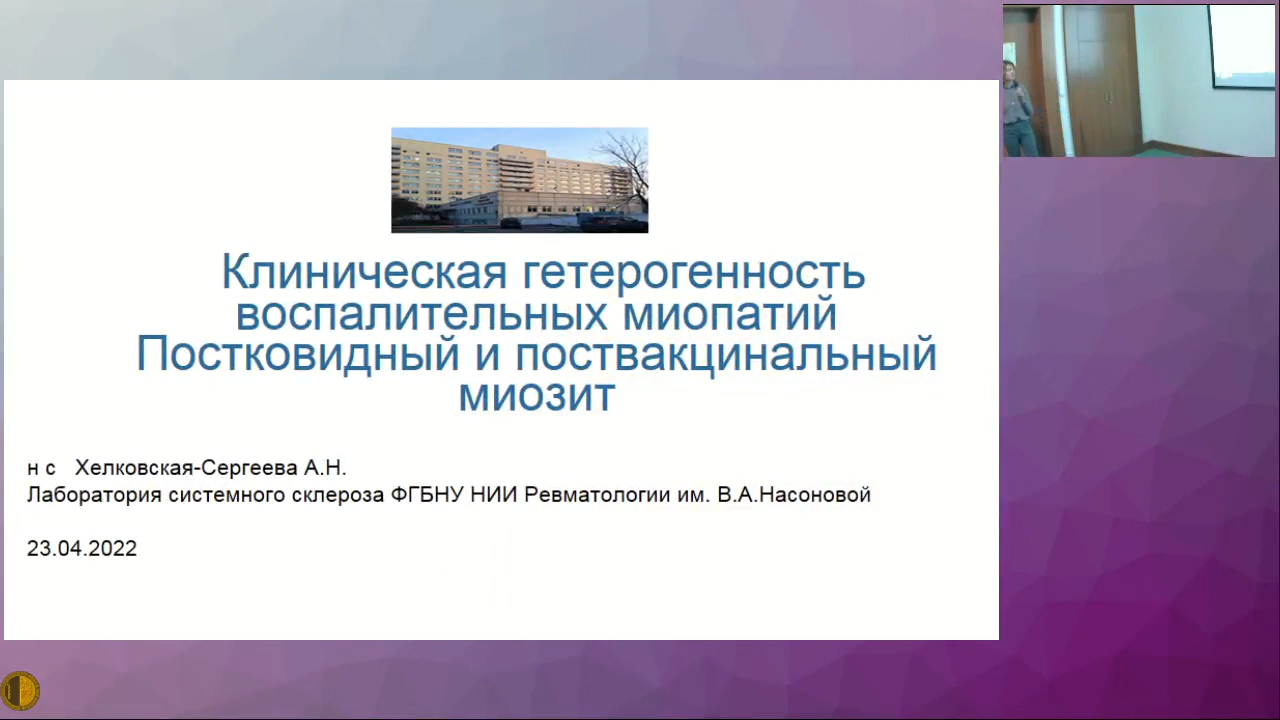 Клиническая гетерогенность
воспалительных миопатий
Постковидный и поствакцинальный
миозит
н с Хелковская-Сергеева А.Н.
Лаборатория системного склероза ФГБНУ НИИ Ревматологии им. В.А.Насоновой
23.04.2022